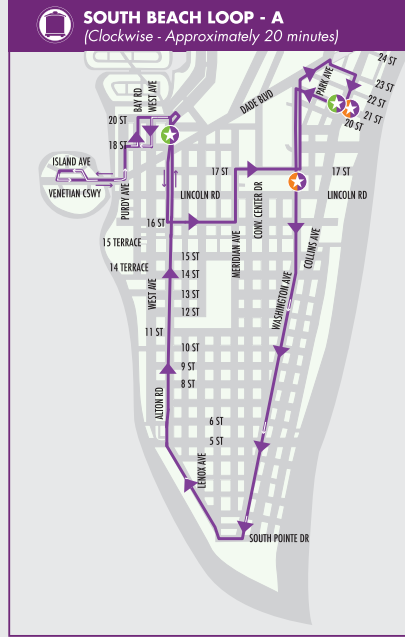 SOUTH BEACH LOOP - A
(Clockwise - Approximately 20 minutes)
24 ST
PARK AVE
23 ST
22 ST
21 ST
20 ST
DADE BLVD
BAY RD
WEST AVE
20 ST
18 ST
ISLAND AVE
VENETIAN CSWY
PURDY AVE
17 ST
17 ST
LINCOLN RD
LINCOLN RD
CONV. CENTER DR
16 ST
MERIDIAN AVE
COLLINS AVE
15 TERRACE
15 ST
14 TERRACE
14 ST
WEST AVE
13 ST
WASHINGTON AVE
12 ST
11 ST
10 ST
9 ST
8 ST
ALTON RD
6 ST
5 ST
LENOX AVE
SOUTH POINTE DR